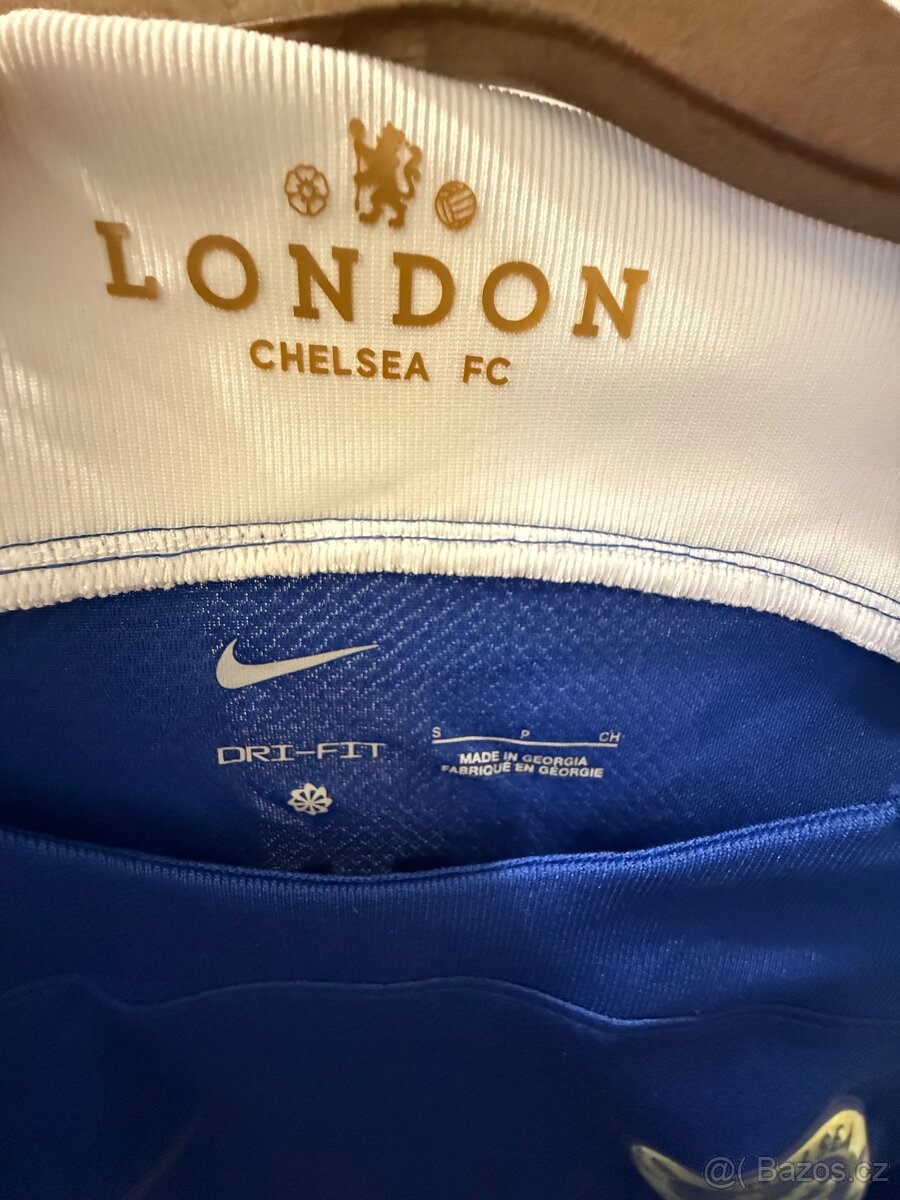 LONDON
CHELSEA FC
DRI-FIT
S P CH
MADE IN GEORGIA
FABRIQUÉ EN GÉORGIE
@( Bazos.cz